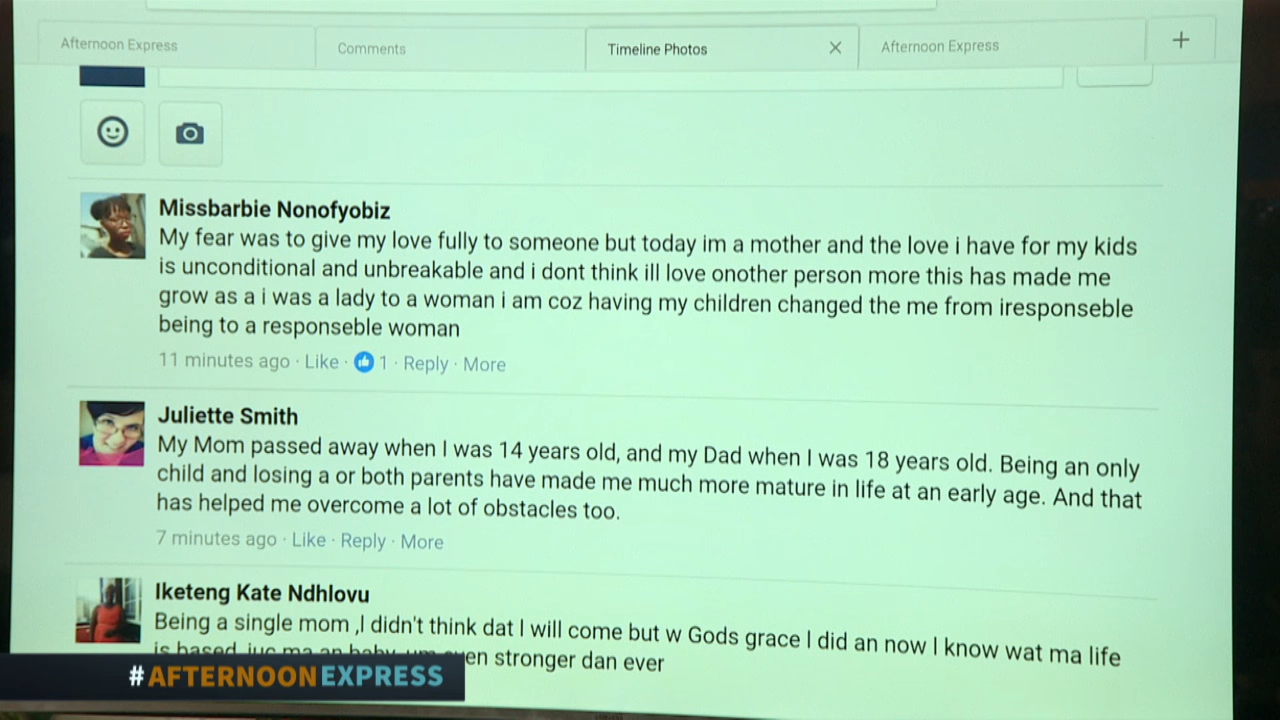 Afternoon Express
Comments
Timeline Photos
Afternoon Express
Missbarbie Nonofyobiz
My fear was to give my love fully to someone but today im a mother and the love i have for my kids
is unconditional and unbreakable and i dont think ill love onother person more this has made me
grow as a i was a lady to a woman i am coz having my children changed the me from iresponseble
being to a responseble woman
11 minutes ago · Like · 1 · Reply · More
Juliette Smith
My Mom passed away when I was 14 years old, and my Dad when I was 18 years old. Being an only
child and losing a or both parents have made me much more mature in life at an early age. And that
has helped me overcome a lot of obstacles too.
7 minutes ago · Like · Reply · More
Iketeng Kate Ndhlovu
Being a single mom ,I didn't think dat I will come but w Gods grace I did an now I know wat ma life
is based stronger dan ever
#AFTERNOONEXPRESS